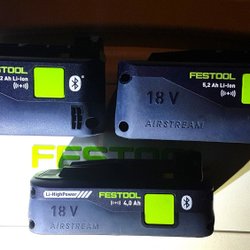 FESTOOL
,2 Ah Li-Ion
FESTOOL
5,2 Ah Li-Ion
18 V
AIRSTREAM
FESTO
Li-HighPower
FESTOOL
4,0 Ah
18 V
AIRSTREAM